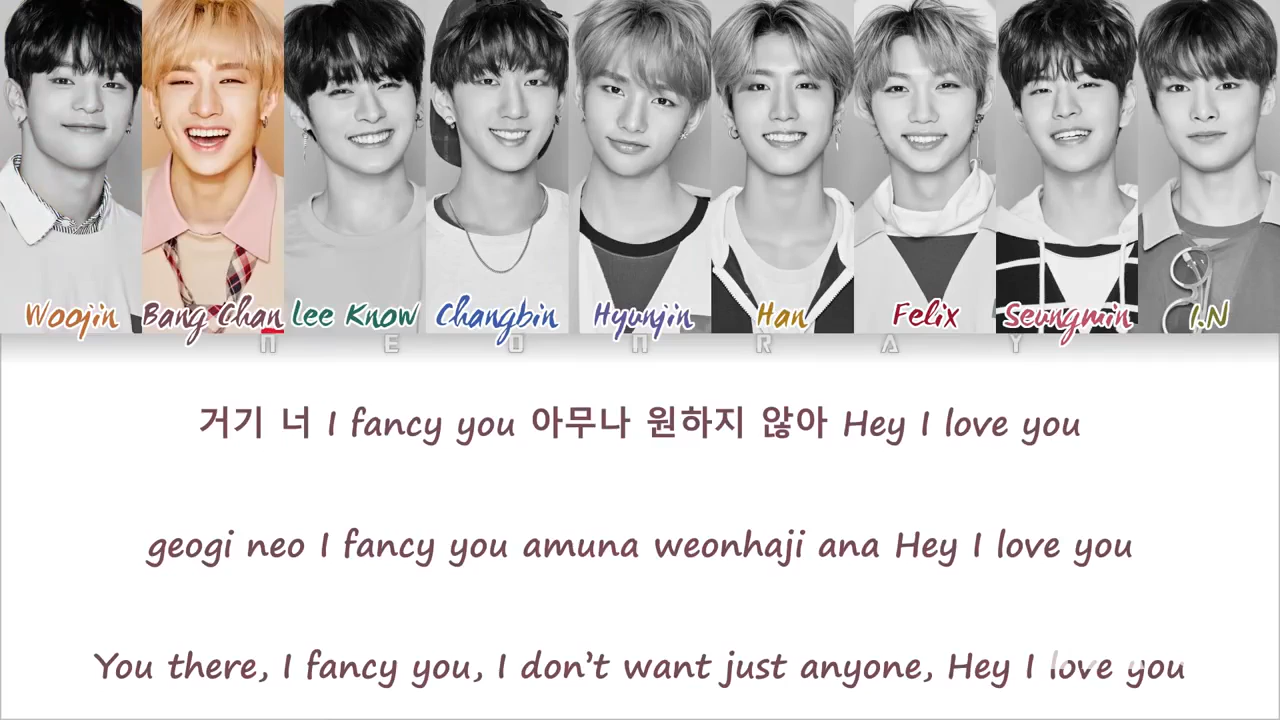 Woojin Bang Chan Lee Know Changbin Hyunjin Han Felix Seungmin I.N
NEONRAY
거기 너 I fancy you 아무나 원하지 않아 Hey I love you
geogi neo I fancy you amuna weonhaji ana Hey I love you
You there, I fancy you, I don’t want just anyone, Hey I love you